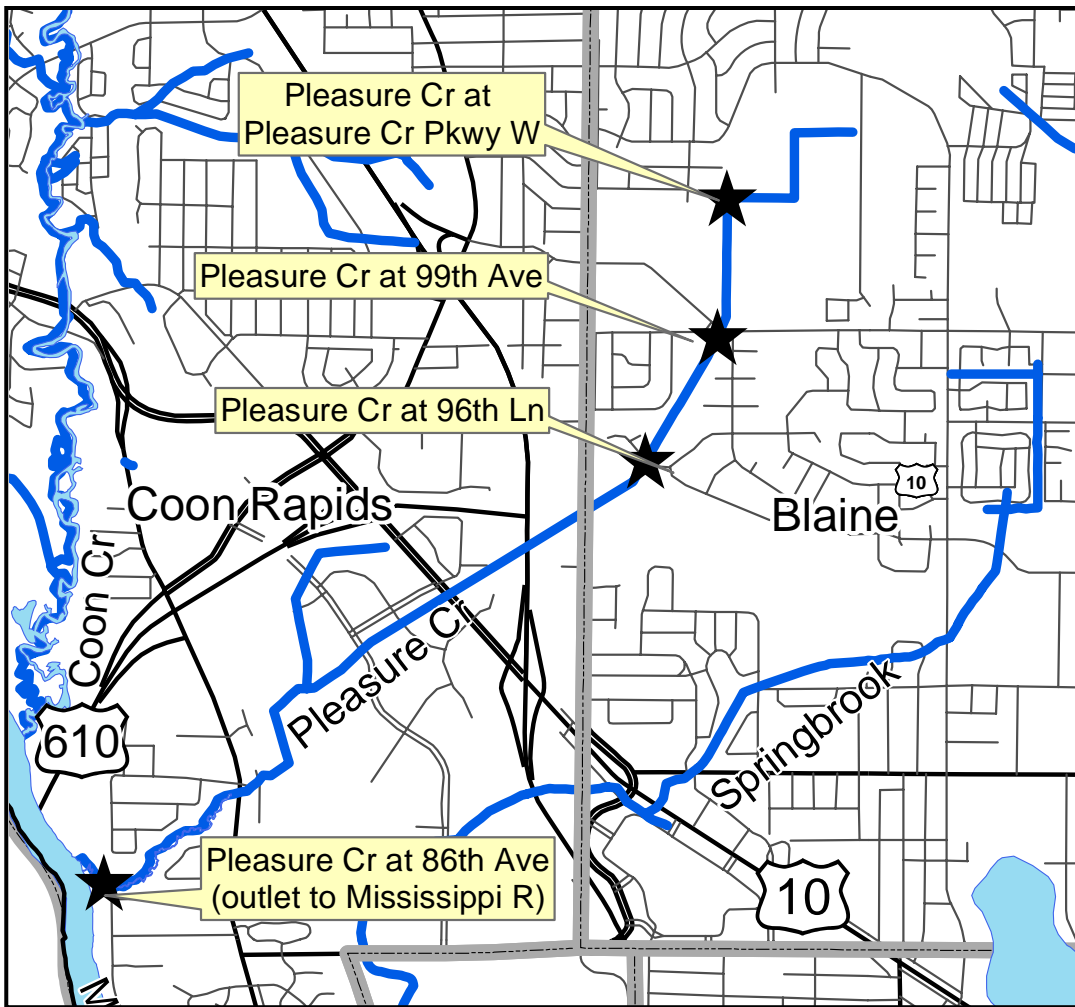 Pleasure Cr at
Pleasure Cr Pkwy W
Pleasure Cr at 99th Ave
Pleasure Cr at 96th Ln
Coon Rapids
10
Blaine
Coon Cr
Pleasure Cr
Springbrook
610
Pleasure Cr at 86th Ave
(outlet to Mississippi R)
10
M